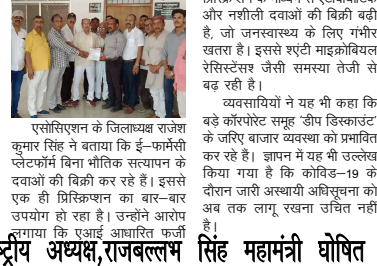 एसोसिएशन के जिलाध्यक्ष राजेश
कुमार सिंह ने बताया कि ई–फार्मेसी
प्लेटफॉर्म बिना भौतिक सत्यापन के
दवाओं की बिक्री कर रहे हैं। इससे
एक ही प्रिस्क्रिप्शन का बार–बार
उपयोग हो रहा है। उन्होंने आरोप
लगाया कि एआई आधारित फर्जी
और नशीली दवाओं की बिक्री बढ़ी
है, जो जनस्वास्थ्य के लिए गंभीर
खतरा है। इससे श्एंटी माइक्रोबियल
रेसिस्टेंसश् जैसी समस्या तेजी से
बढ़ रही है।
व्यवसायियों ने यह भी कहा कि
बड़े कॉरपोरेट समूह 'डीप डिस्काउंट'
के जरिए बाजार व्यवस्था को प्रभावित
कर रहे हैं। ज्ञापन में यह भी उल्लेख
किया गया है कि कोविड–19 के
दौरान जारी अस्थायी अधिसूचना को
अब तक लागू रखना उचित नहीं
है।
ष्ट्रीय अध्यक्ष,राजबल्लभ सिंह महामंत्री घोषित